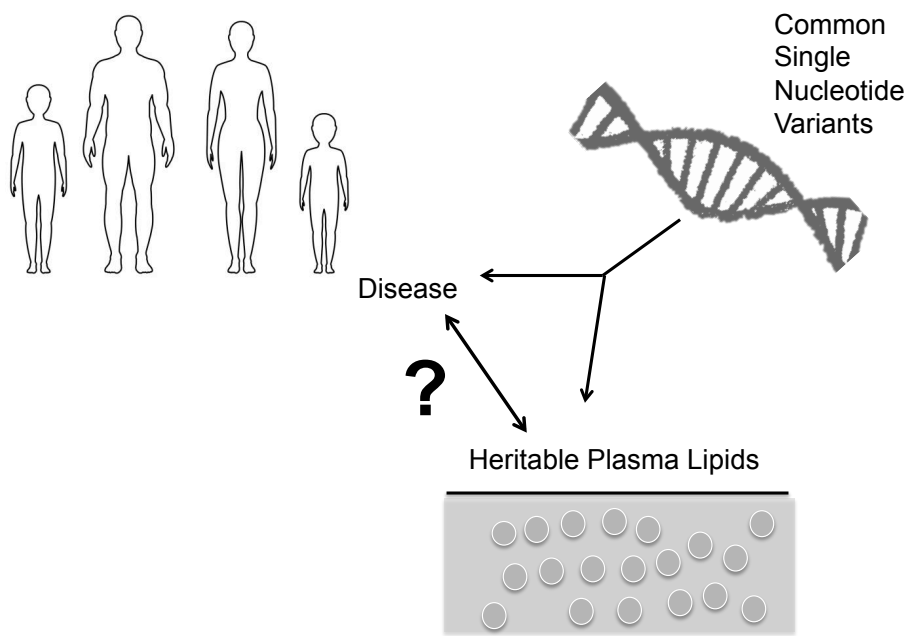 Common
Single
Nucleotide
Variants
Disease
?
Heritable Plasma Lipids